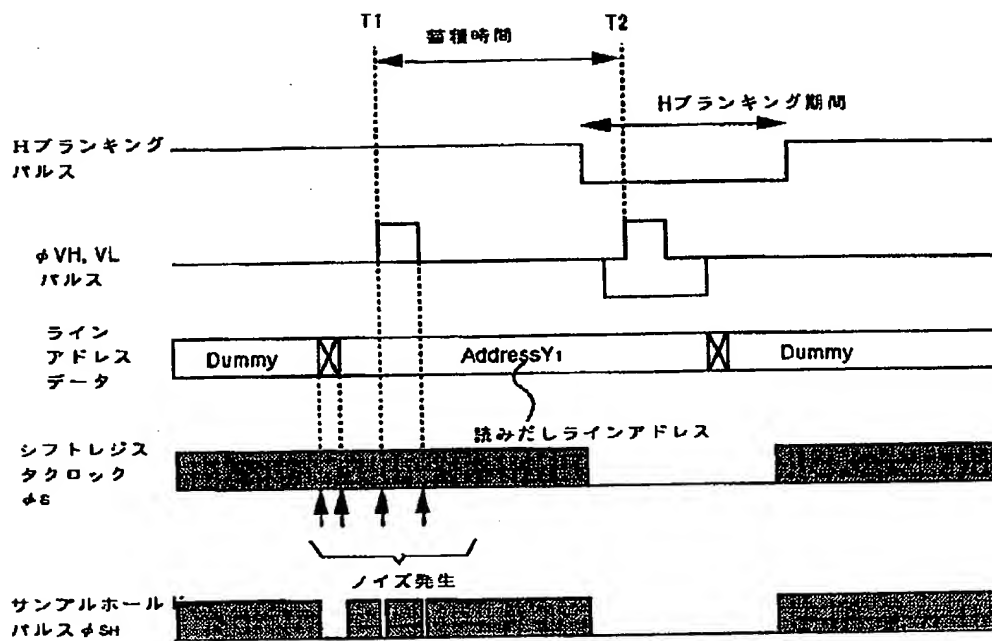 T1
T2
蓄積時間
Hブランキング期間
Hブランキング
パルス
φVH, VL
パルス
ライン
アドレス
データ
Dummy
AddressY1
Dummy
読みだしラインアドレス
シフトレジス
タクロック
φS
ノイズ発生
サンプルホールド
パルスφSH